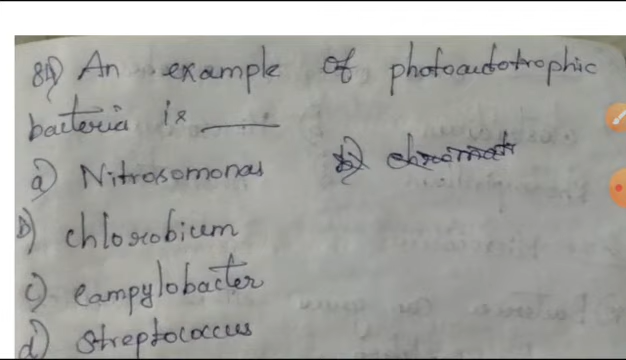 84) An example of photoautotrophic
bacteria is ____
a) Nitrosomonas
b)
b) chlorobium
c) campylobacter
d) streptococcus